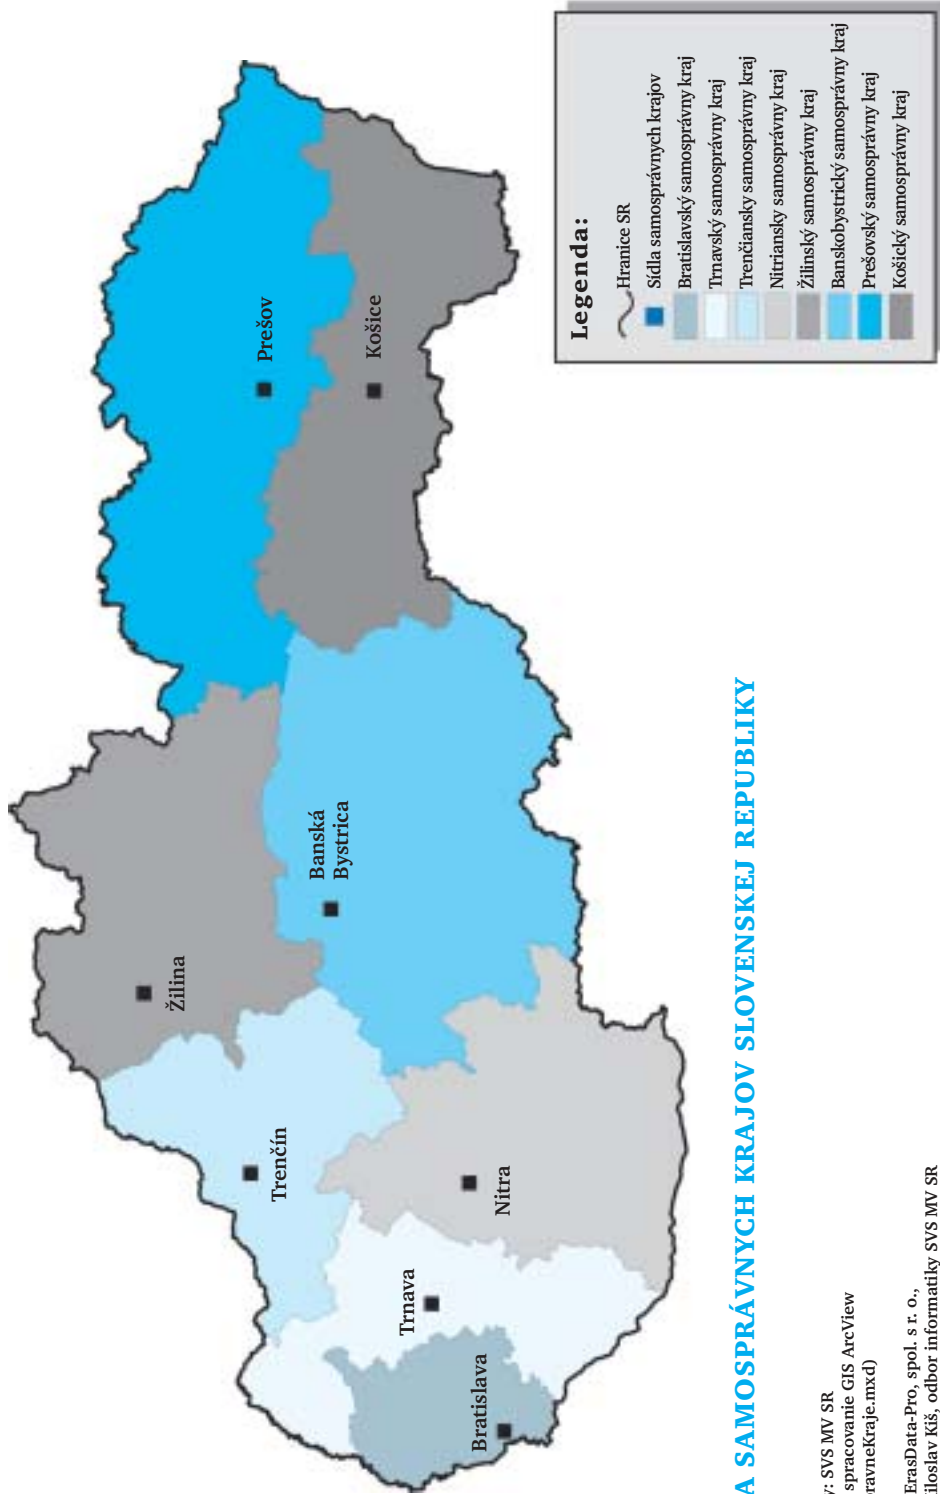 Žilina
Prešov
Trenčín
Banská
Bystrica
Košice
Trnava
Nitra
Bratislava
Legenda:
Hranice SR
Sídla samosprávnych krajov
Bratislavský samosprávny kraj
Trnavský samosprávny kraj
Trenčiansky samosprávny kraj
Nitriansky samosprávny kraj
Žilinský samosprávny kraj
Banskobystrický samosprávny kraj
Prešovský samosprávny kraj
Košický samosprávny kraj
A SAMOSPRÁVNYCH KRAJOV SLOVENSKEJ REPUBLIKY
SVS MV SR
spracovanie GIS ArcView
ravneKraje.mxd)
ErasData-Pro, spol. s r. o.,
iloslav Kiš, odbor informatiky SVS MV SR